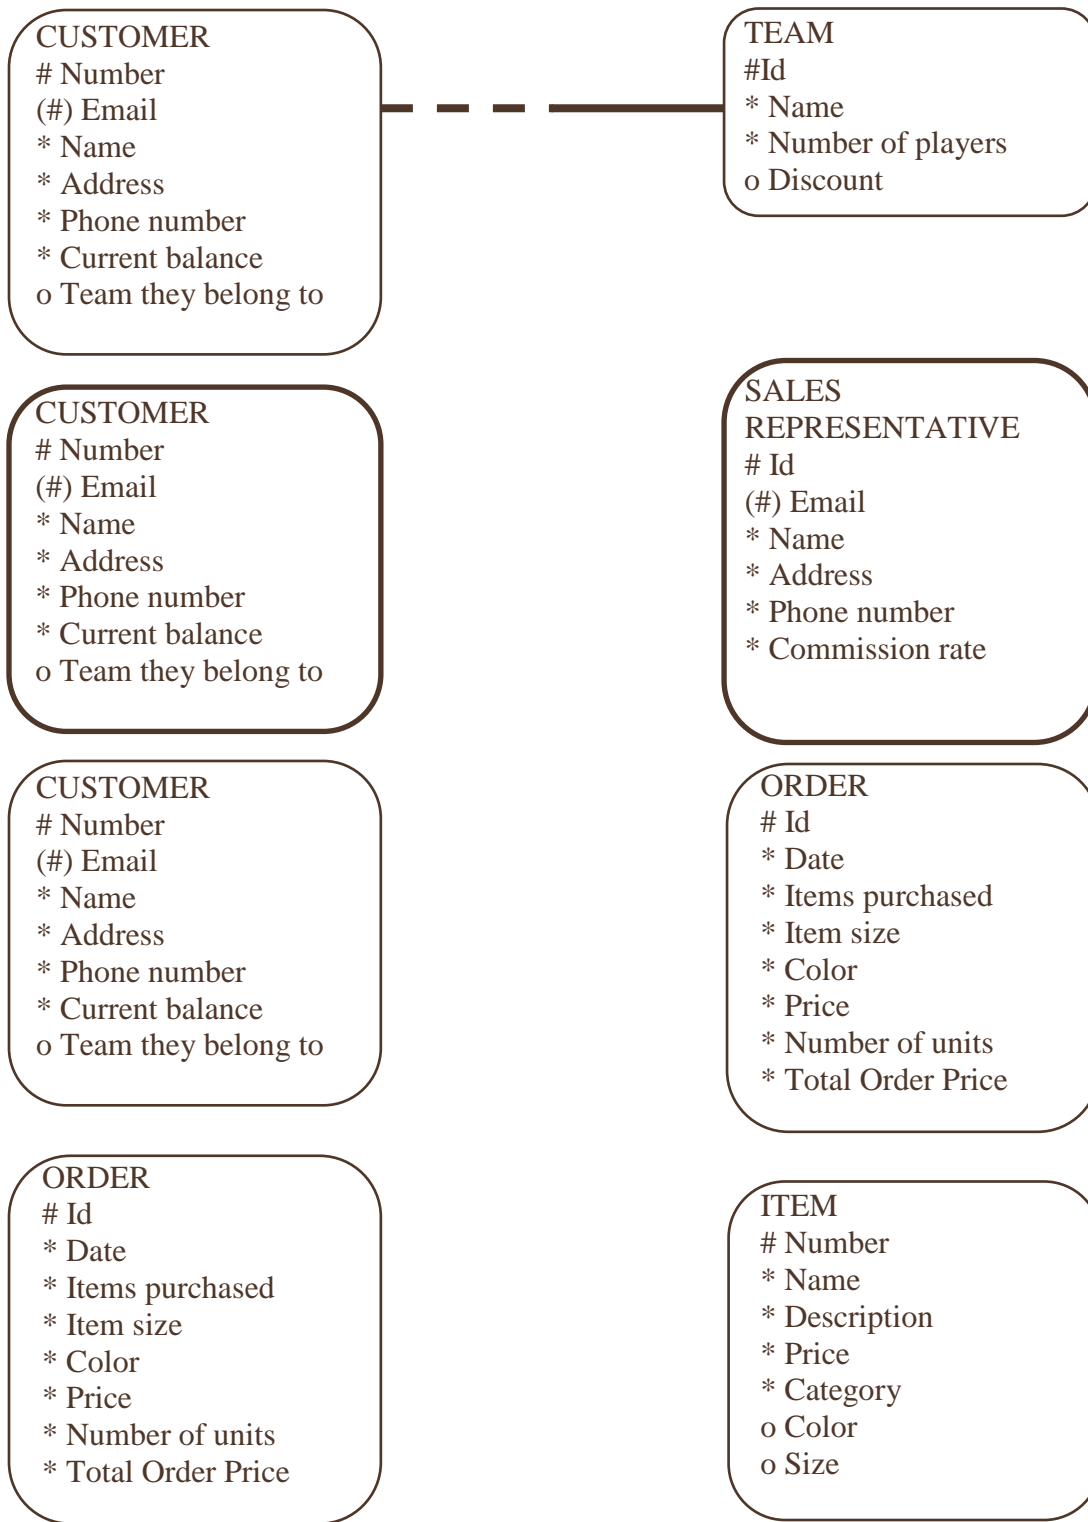 CUSTOMER
# Number
(#) Email
* Name
* Address
* Phone number
* Current balance
o Team they belong to
TEAM
#Id
* Name
* Number of players
o Discount
CUSTOMER
# Number
(#) Email
* Name
* Address
* Phone number
* Current balance
o Team they belong to
SALES
REPRESENTATIVE
# Id
(#) Email
* Name
* Address
* Phone number
* Commission rate
CUSTOMER
# Number
(#) Email
* Name
* Address
* Phone number
* Current balance
o Team they belong to
ORDER
# Id
* Date
* Items purchased
* Item size
* Color
* Price
* Number of units
* Total Order Price
ORDER
# Id
* Date
* Items purchased
* Item size
* Color
* Price
* Number of units
* Total Order Price
ITEM
# Number
* Name
* Description
* Price
* Category
o Color
o Size